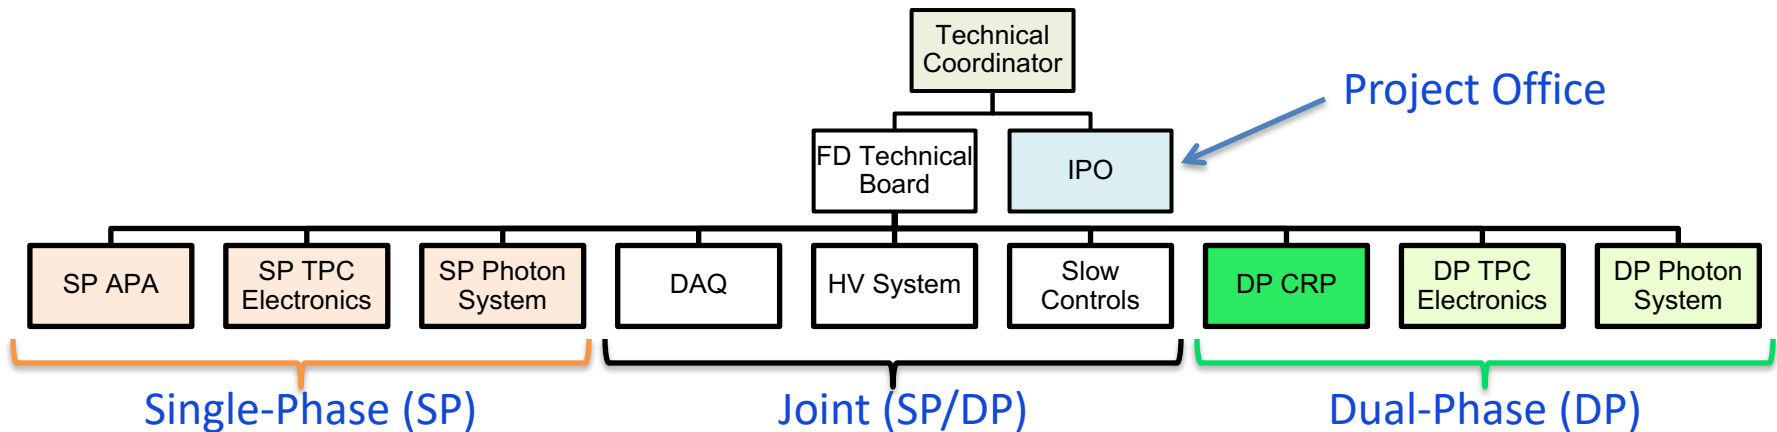 Technical
Coordinator
Project Office
FD Technical
Board
IPO
SP APA
SP TPC
Electronics
SP Photon
System
DAQ
HV System
Slow
Controls
DP CRP
DP TPC
Electronics
DP Photon
System
Single-Phase (SP)
Joint (SP/DP)
Dual-Phase (DP)